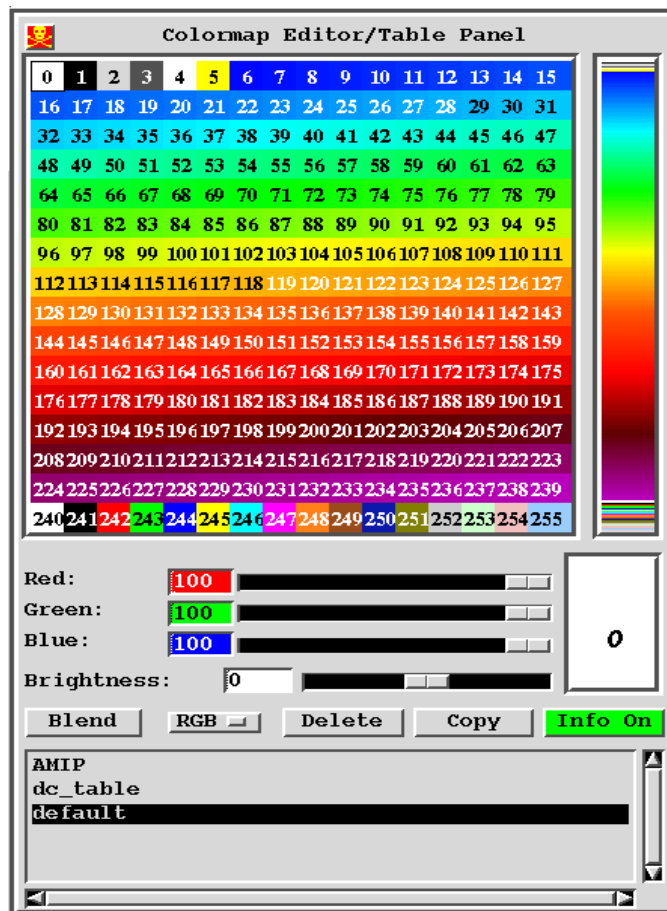 Colormap Editor/Table Panel
0 1 2 3 4 5 6 7 8 9 10 11 12 13 14 15
16 17 18 19 20 21 22 23 24 25 26 27 28 29 30 31
32 33 34 35 36 37 38 39 40 41 42 43 44 45 46 47
48 49 50 51 52 53 54 55 56 57 58 59 60 61 62 63
64 65 66 67 68 69 70 71 72 73 74 75 76 77 78 79
80 81 82 83 84 85 86 87 88 89 90 91 92 93 94 95
96 97 98 99 100 101 102 103 104 105 106 107 108 109 110 111
112 113 114 115 116 117 118 119 120 121 122 123 124 125 126 127
128 129 130 131 132 133 134 135 136 137 138 139 140 141 142 143
144 145 146 147 148 149 150 151 152 153 154 155 156 157 158 159
160 161 162 163 164 165 166 167 168 169 170 171 172 173 174 175
176 177 178 179 180 181 182 183 184 185 186 187 188 189 190 191
192 193 194 195 196 197 198 199 200 201 202 203 204 205 206 207
208 209 210 211 212 213 214 215 216 217 218 219 220 221 222 223
224 225 226 227 228 229 230 231 232 233 234 235 236 237 238 239
240 241 242 243 244 245 246 247 248 249 250 251 252 253 254 255
Red: 100
Green: 100
Blue: 100
0
Brightness: 0
Blend RGB Delete Copy Info On
AMIP
dc_table
default